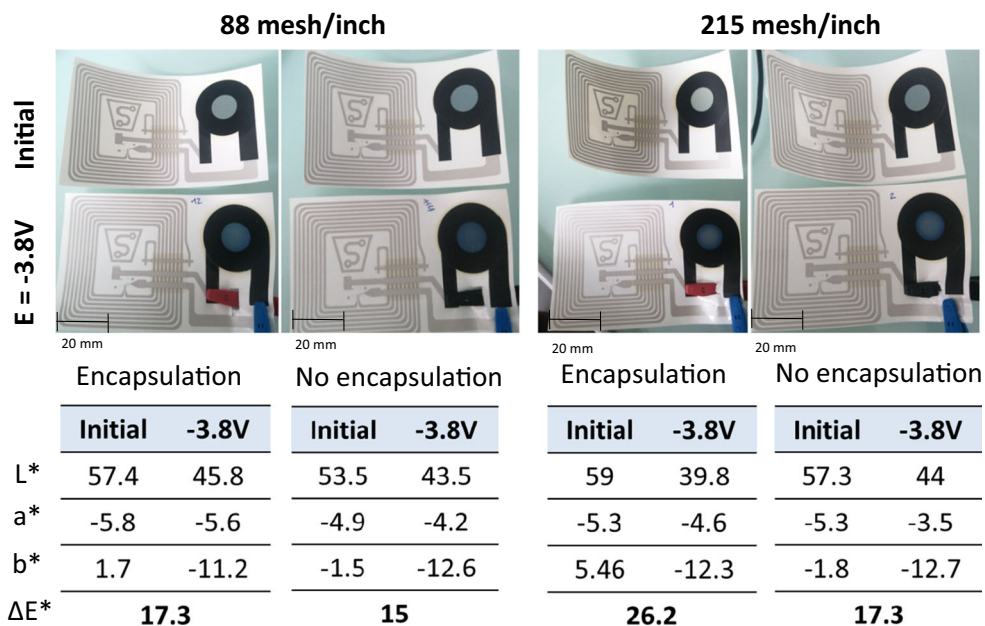 88 mesh/inch 215 mesh/inch
Initial
E = -3.8V
12 1
2
20 mm 20 mm 20 mm 20 mm
Encapsulation No encapsulation Encapsulation No encapsulation
Initial -3.8V Initial -3.8V Initial -3.8V Initial -3.8V
L* 57.4 45.8 53.5 43.5 59 39.8 57.3 44
a* -5.8 -5.6 -4.9 -4.2 -5.3 -4.6 -5.3 -3.5
b* 1.7 -11.2 -1.5 -12.6 5.46 -12.3 -1.8 -12.7
ΔE* 17.3 15 26.2 17.3